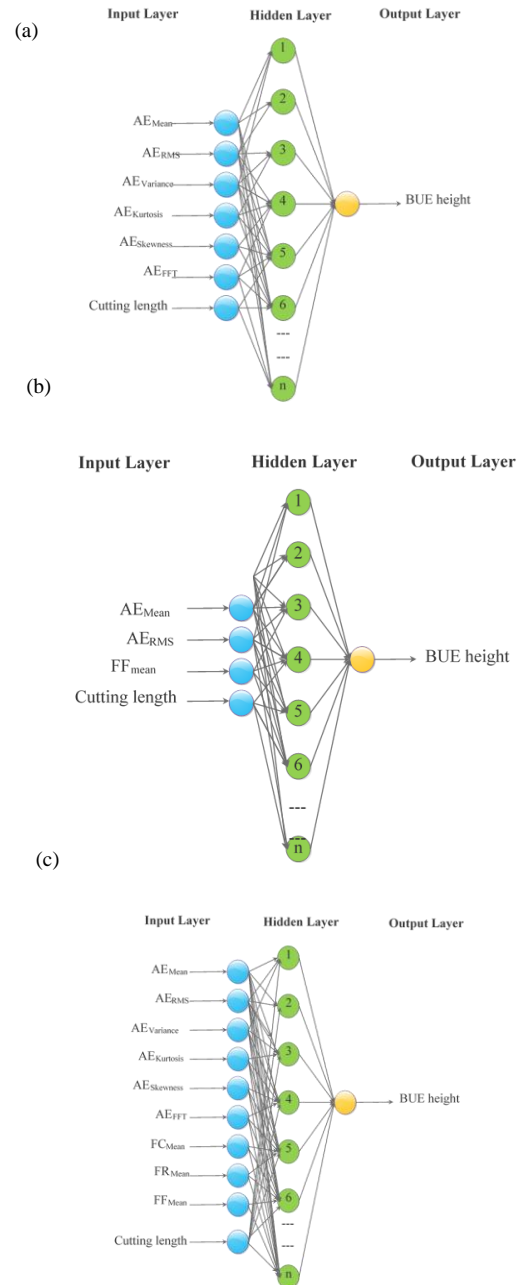 (a)
Input Layer Hidden Layer Output Layer
1
2
AEMean
3
AERMS
AEVariance
4
BUE height
AEKurtosis
AESkewness
5
AEFFT
Cutting length
6
---
---
n
(b)
Input Layer Hidden Layer Output Layer
1
2
AEMean
3
AERMS
4
BUE height
FFmean
Cutting length
5
6
---
---
n
(c)
Input Layer Hidden Layer Output Layer
1
AEMean
AERMS
2
AEVariance
3
AEKurtosis
AESkewness
4
BUE height
AEFFT
FCMean
5
FRMean
FFMean
6
---
Cutting length
---
n